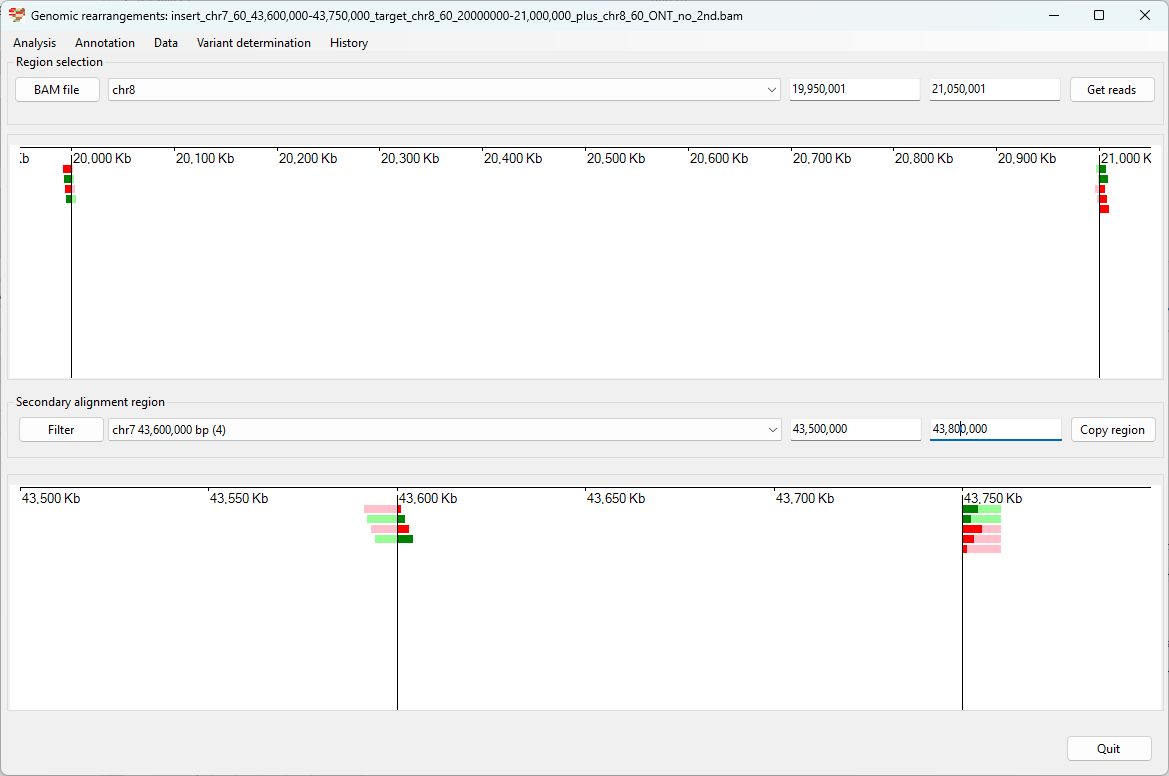 Genomic rearrangements: insert_chr7_60_43,600,000-43,750,000_target_chr8_60_20000000-21,000,000_plus_chr8_60_ONT_no_2nd.bam
Analysis Annotation Data Variant determination History
Region selection
BAM file chr8 19,950,001 21,050,001 Get reads
Kb 20,000 Kb 20,100 Kb 20,200 Kb 20,300 Kb 20,400 Kb 20,500 Kb 20,600 Kb 20,700 Kb 20,800 Kb 20,900 Kb 21,000 K
Secondary alignment region
Filter chr7 43,600,000 bp (4) 43,500,000 43,800,000 Copy region
43,500 Kb 43,550 Kb 43,600 Kb 43,650 Kb 43,700 Kb 43,750 Kb
Quit